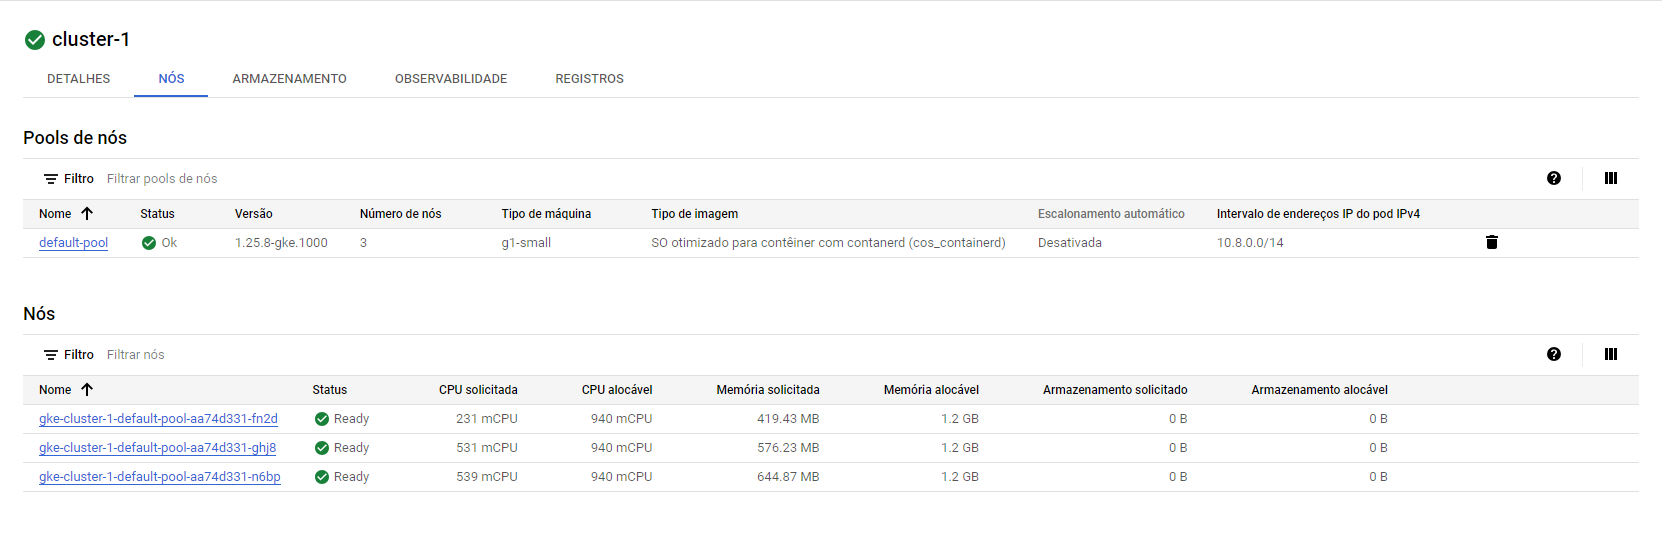 cluster-1
DETALHES NÓS ARMAZENAMENTO OBSERVABILIDADE REGISTROS
Pools de nós
Filtro Filtrar pools de nós
Nome Status Versão Número de nós Tipo de máquina Tipo de imagem Escalonamento automático Intervalo de endereços IP do pod IPv4
default-pool Ok 1.25.8-gke.1000 3 g1-small SO otimizado para contêiner com contanerd (cos_containerd) Desativada 10.8.0.0/14
Nós
Filtro Filtrar nós
Nome Status CPU solicitada CPU alocável Memória solicitada Memória alocável Armazenamento solicitado Armazenamento alocável
gke-cluster-1-default-pool-aa74d331-fn2d Ready 231 mCPU 940 mCPU 419.43 MB 1.2 GB 0 B 0 B
gke-cluster-1-default-pool-aa74d331-ghj8 Ready 531 mCPU 940 mCPU 576.23 MB 1.2 GB 0 B 0 B
gke-cluster-1-default-pool-aa74d331-n6bp Ready 539 mCPU 940 mCPU 644.87 MB 1.2 GB 0 B 0 B